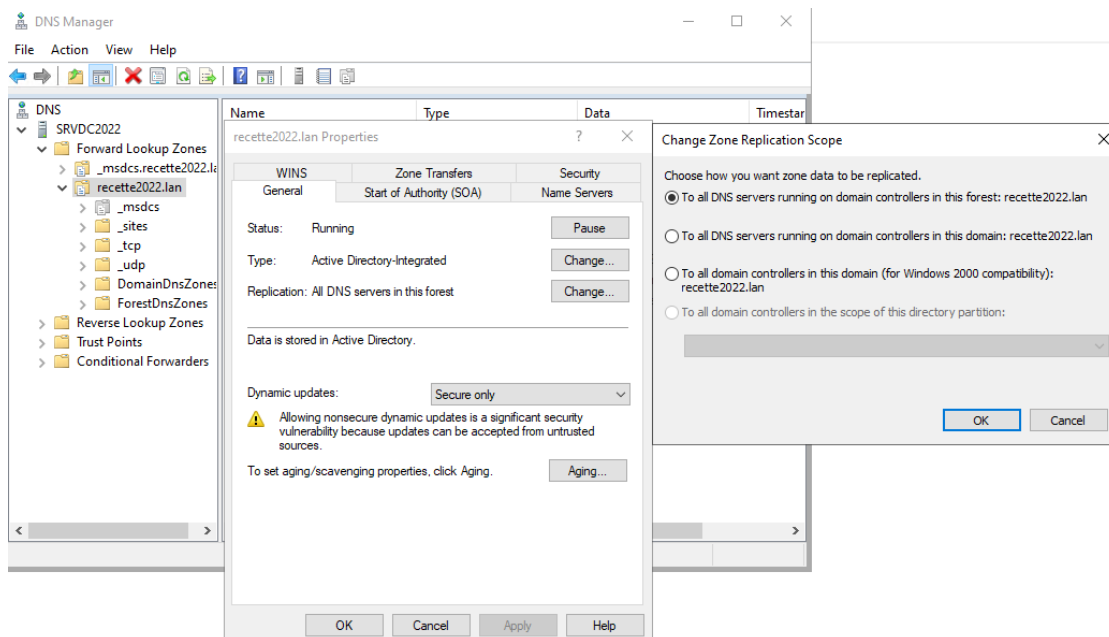 DNS Manager
File Action View Help
DNS
SRVDC2022
Forward Lookup Zones
_msdcs.recette2022.la
recette2022.lan
_msdcs
_sites
_tcp
_udp
DomainDnsZones
ForestDnsZones
Reverse Lookup Zones
Trust Points
Conditional Forwarders
Name Type Data Timestar
recette2022.lan Properties ? ×
WINS Zone Transfers Security
General Start of Authority (SOA) Name Servers
Status: Running Pause
Type: Active Directory-Integrated Change...
Replication: All DNS servers in this forest Change...
Data is stored in Active Directory.
Dynamic updates: Secure only
Allowing nonsecure dynamic updates is a significant security
vulnerability because updates can be accepted from untrusted
sources.
To set aging/scavenging properties, click Aging. Aging...
OK Cancel Apply Help
Change Zone Replication Scope
Choose how you want zone data to be replicated.
To all DNS servers running on domain controllers in this forest: recette2022.lan
To all DNS servers running on domain controllers in this domain: recette2022.lan
To all domain controllers in this domain (for Windows 2000 compatibility):
recette2022.lan
To all domain controllers in the scope of this directory partition:
OK Cancel